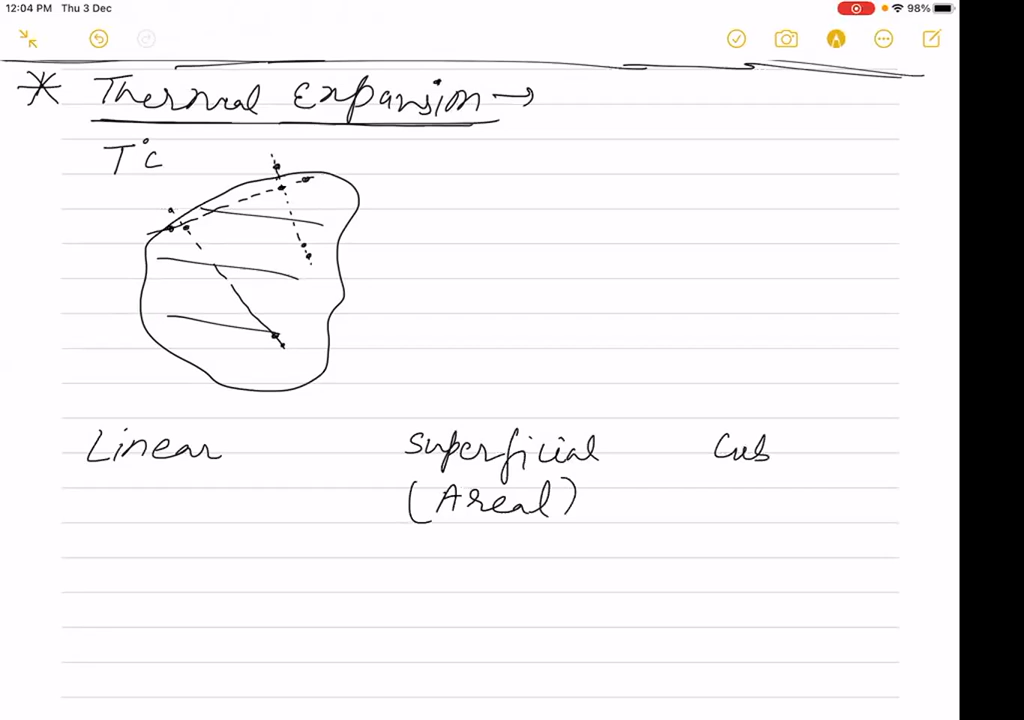 12:04 PM Thu 3 Dec
98%
* Thermal Expansion →
T°C
Linear Superficial Cub
(Areal)